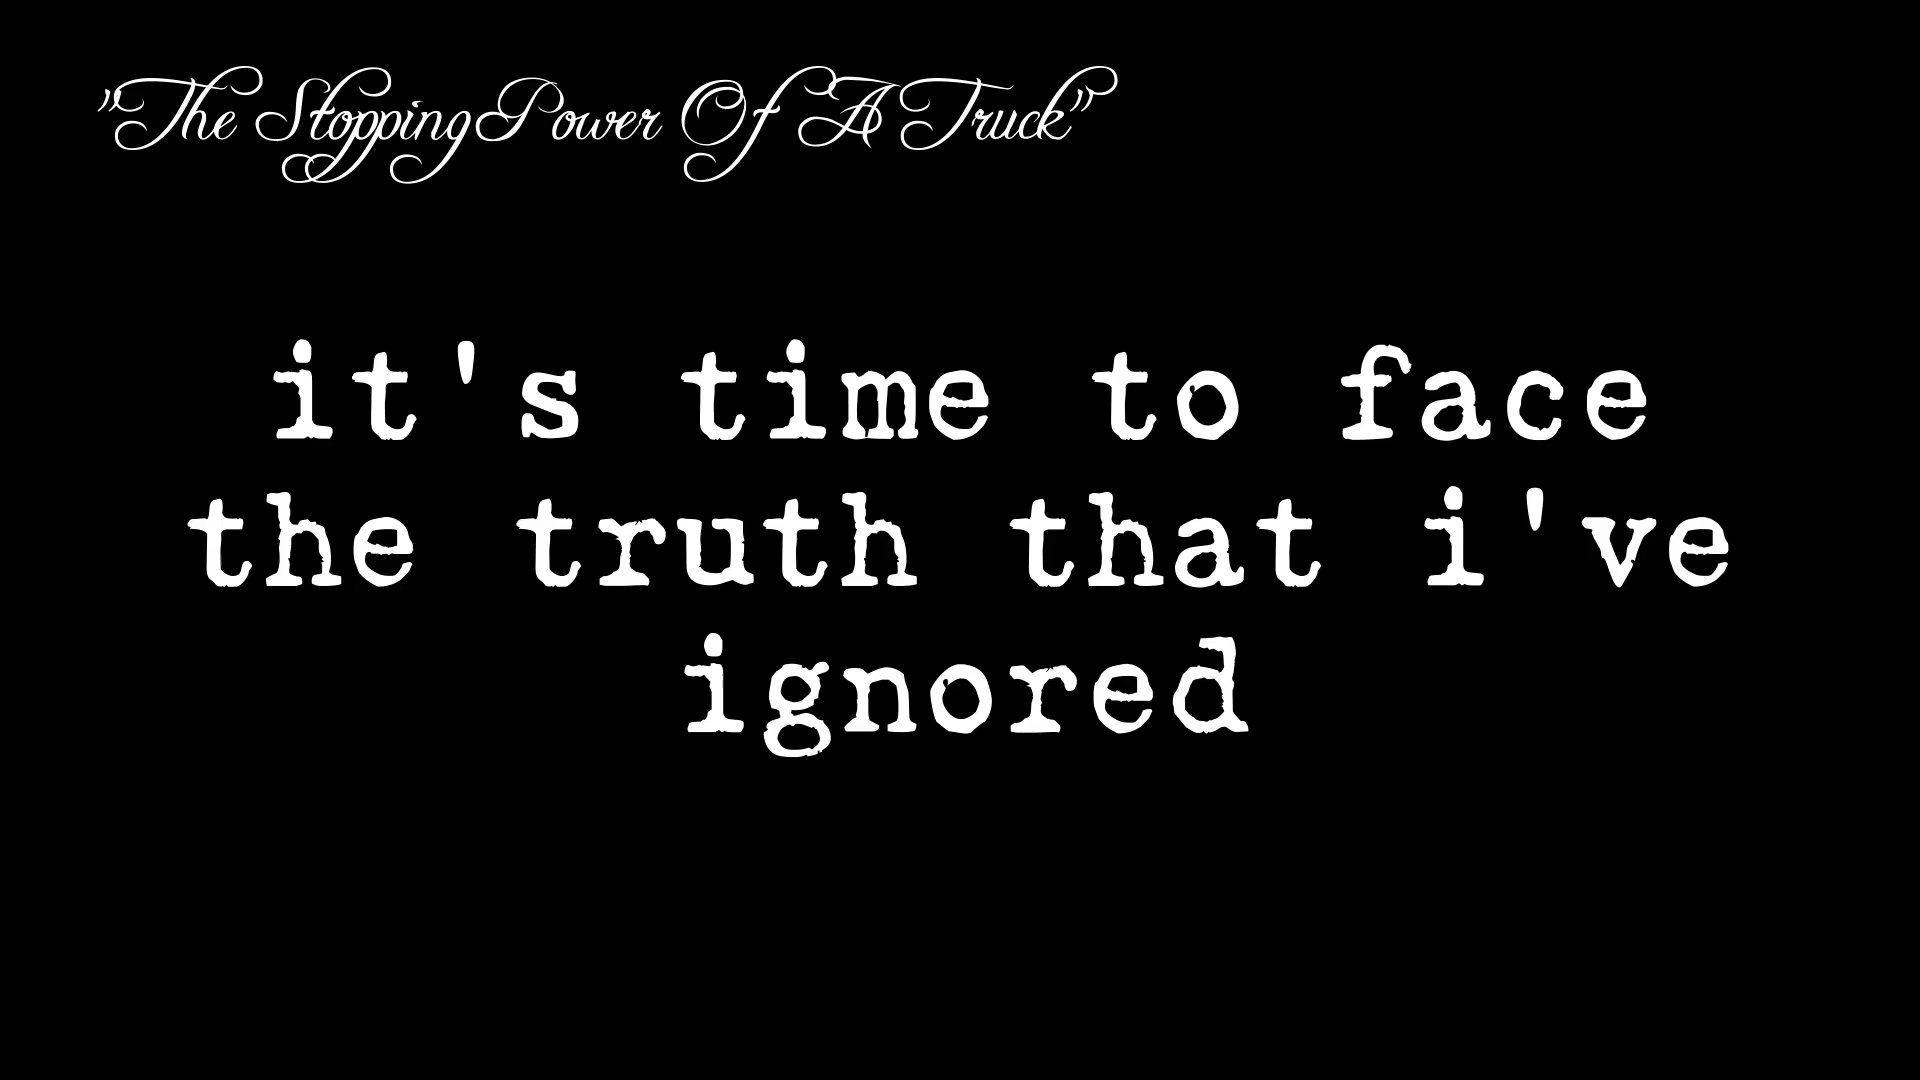 "The Stopping Power Of A Truck"
it's time to face
the truth that i've
ignored